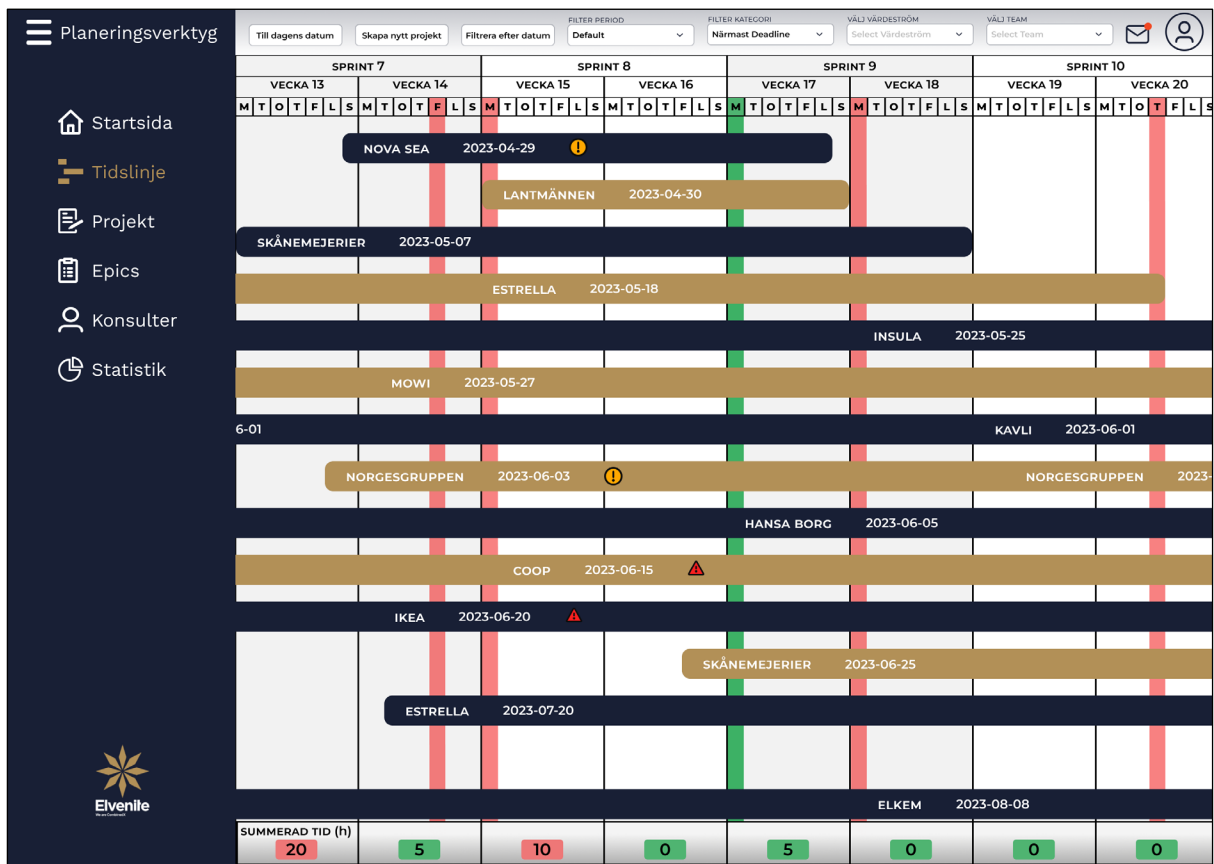 Planeringsverktyg
Till dagens datum
Skapa nytt projekt
Filtrera efter datum
FILTER PERIOD
Default
FILTER KATEGORI
Närmast Deadline
VÄLJ VÄRDESTRÖM
Select Värdeström
VÄLJ TEAM
Select Team
Startsida
Tidslinje
Projekt
Epics
Konsulter
Statistik
SPRINT 7 SPRINT 8 SPRINT 9 SPRINT 10
VECKA 13 VECKA 14 VECKA 15 VECKA 16 VECKA 17 VECKA 18 VECKA 19 VECKA 20
M T O T F L S M T O T F L S M T O T F L S M T O T F L S M T O T F L S M T O T F L S M T O T F L S M T O T F L S
NOVA SEA 2023-04-29
LANTMÄNNEN 2023-04-30
SKÅNEMEJERIER 2023-05-07
ESTRELLA 2023-05-18
INSULA 2023-05-25
MOWI 2023-05-27
6-01 KAVLI 2023-06-01
NORGESGRUPPEN 2023-06-03 NORGESGRUPPEN 2023-
HANSA BORG 2023-06-05
COOP 2023-06-15
IKEA 2023-06-20
SKÅNEMEJERIER 2023-06-25
ESTRELLA 2023-07-20
ELKEM 2023-08-08
SUMMERAD TID (h)
20 5 10 0 5 0 0 0
Elvenite